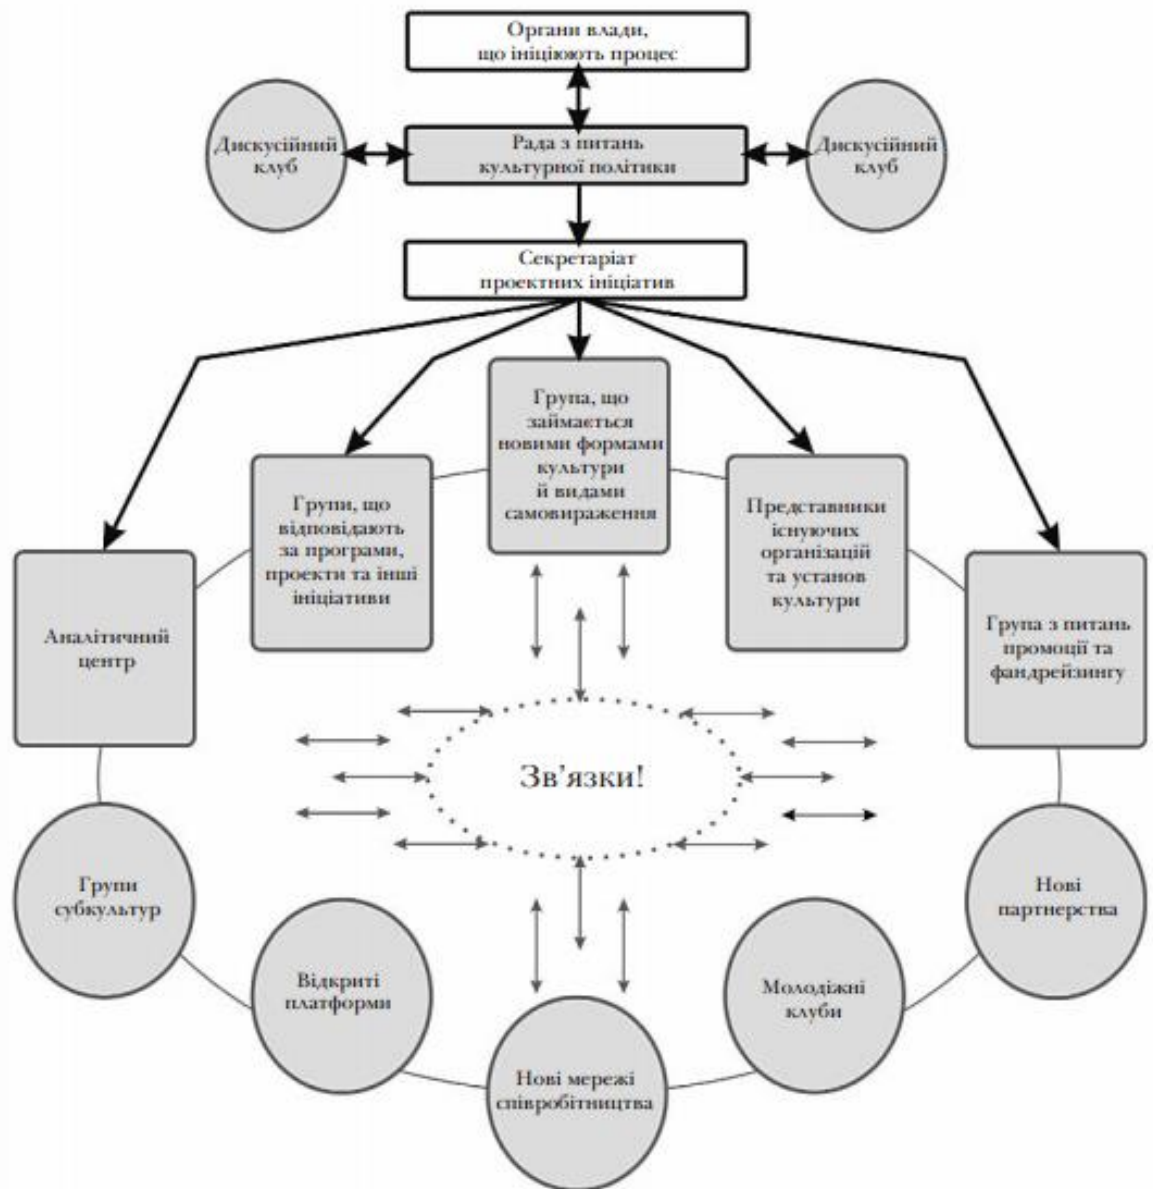 Органи влади,
що ініціюють процес
Дискусійний
клуб
Рада з питань
культурної політики
Дискусійний
клуб
Секретаріат
проектних ініціатив
Група, що
займається
новими формами
культури
й видами
самовираження
Групи, що
відповідають
за програми,
проекти та інші
ініціативи
Представники
існуючих
організацій
та установ
культури
Аналітичний
центр
Група з питань
промоції та
фандрейзингу
Зв’язки!
Групи
субкультур
Нові
партнерства
Відкриті
платформи
Молодіжні
клуби
Нові мережі
співробітництва